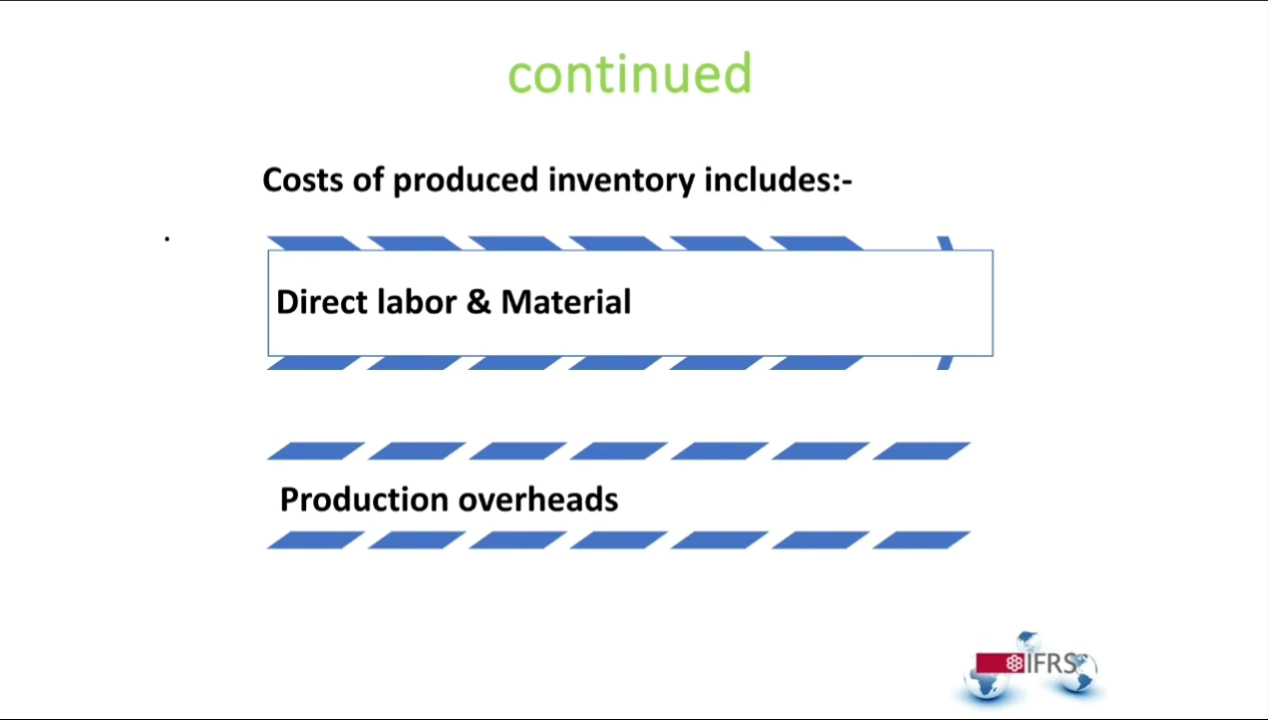 continued
Costs of produced inventory includes:-
.
Direct labor & Material
Production overheads
IFRS